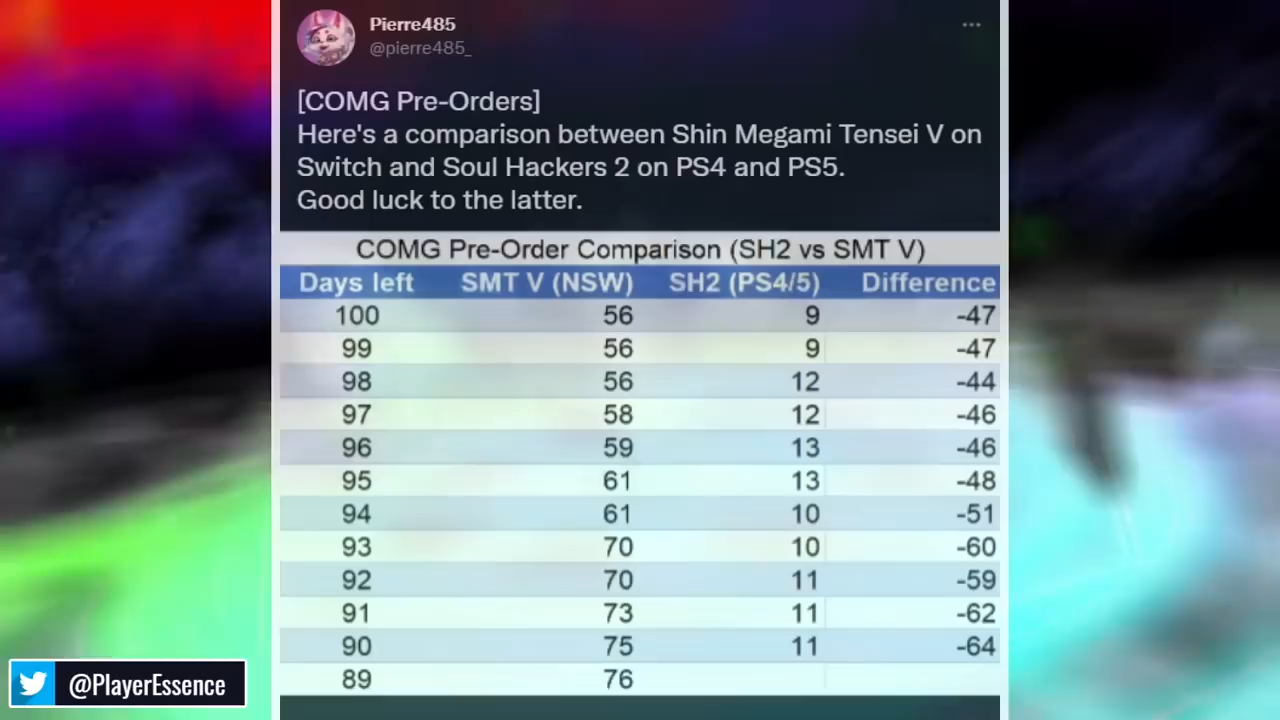 Pierre485
@pierre485_
[COMG Pre-Orders]
Here's a comparison between Shin Megami Tensei V on
Switch and Soul Hackers 2 on PS4 and PS5.
Good luck to the latter.
COMG Pre-Order Comparison (SH2 vs SMT V)
Days left SMT V (NSW) SH2 (PS4/5) Difference
100 56 9 -47
99 56 9 -47
98 56 12 -44
97 58 12 -46
96 59 13 -46
95 61 13 -48
94 61 10 -51
93 70 10 -60
92 70 11 -59
91 73 11 -62
90 75 11 -64
89 76
@PlayerEssence